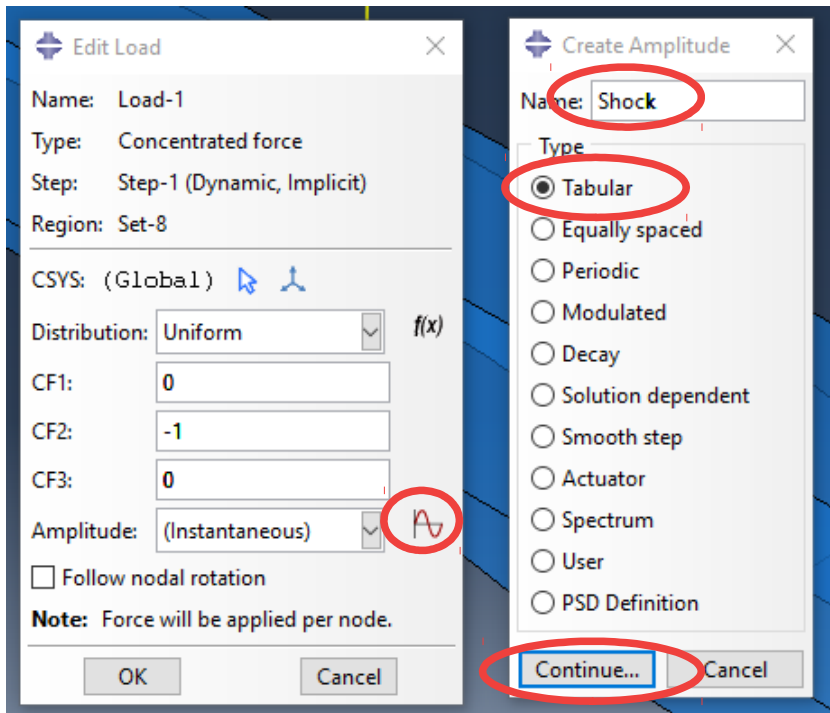 Edit Load
Name: Load-1
Type: Concentrated force
Step: Step-1 (Dynamic, Implicit)
Region: Set-8
CSYS: (Global)
Distribution: Uniform f(x)
CF1: 0
CF2: -1
CF3: 0
Amplitude: (Instantaneous)
Follow nodal rotation
Note: Force will be applied per node.
OK Cancel
Create Amplitude
Name: Shock
Type
Tabular
Equally spaced
Periodic
Modulated
Decay
Solution dependent
Smooth step
Actuator
Spectrum
User
PSD Definition
Continue... Cancel